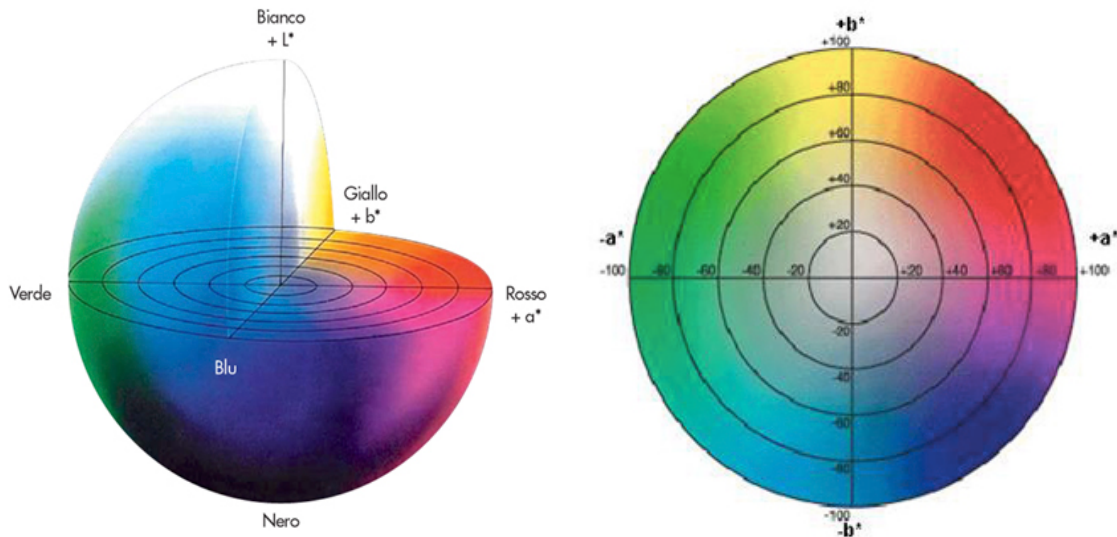 Bianco
+ L*
Giallo
+ b*
Verde
Rosso
+ a*
Blu
Nero
+b*
+100
+80
+60
+40
+20
-a*
+a*
-100 -80 -60 -40 -20 +20 +40 +60 +80 +100
-20
-40
-60
-80
-100
-b*